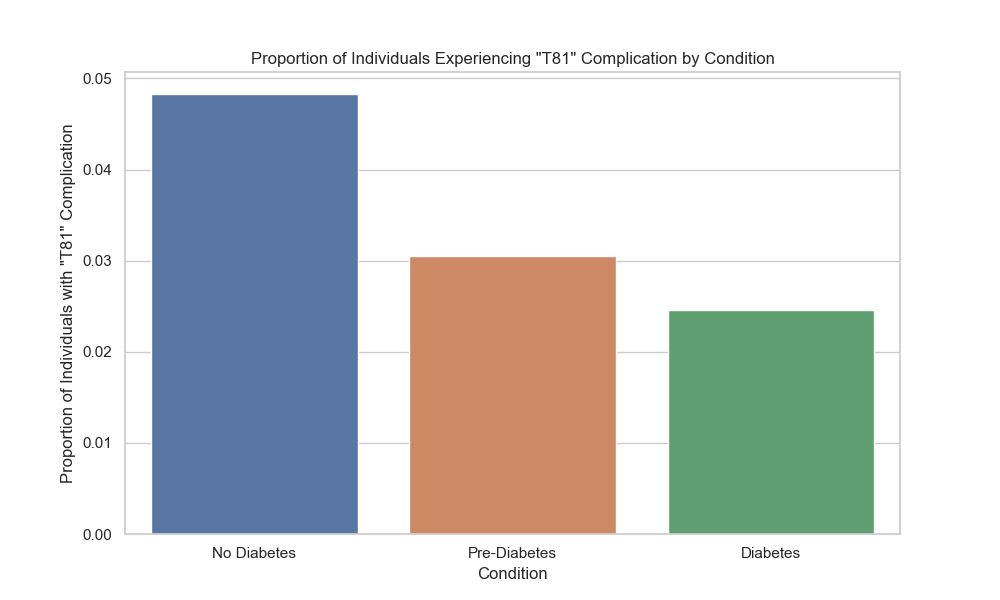 Proportion of Individuals Experiencing "T81" Complication by Condition
Proportion of Individuals with "T81" Complication
0.05
0.04
0.03
0.02
0.01
0.00
No Diabetes
Pre-Diabetes
Diabetes
Condition